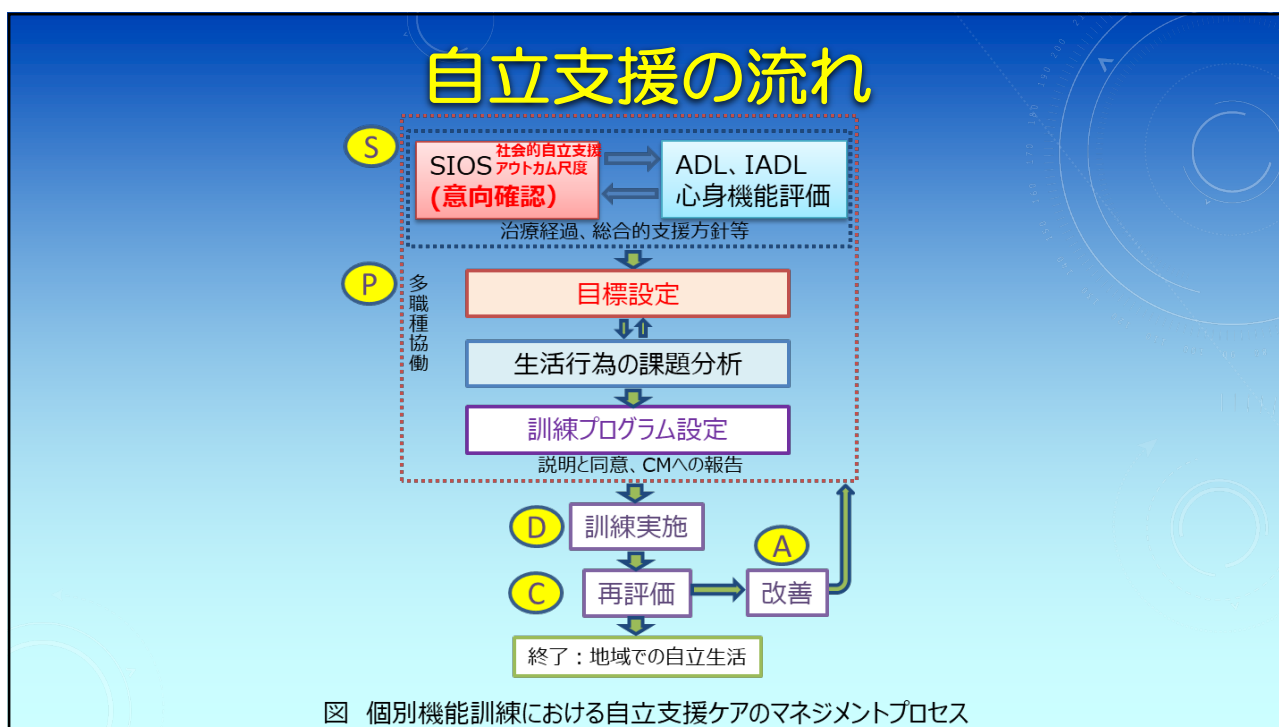 自立支援の流れ
S
SIOS 社会的自立支援
アウトカム尺度
(意向確認）
ADL、IADL
心身機能評価
治療経過、総合的支援方針等
P
多職種協働
目標設定
生活行為の課題分析
訓練プログラム設定
説明と同意、CMへの報告
D
訓練実施
A
C
再評価
改善
終了：地域での自立生活
図 個別機能訓練における自立支援ケアのマネジメントプロセス